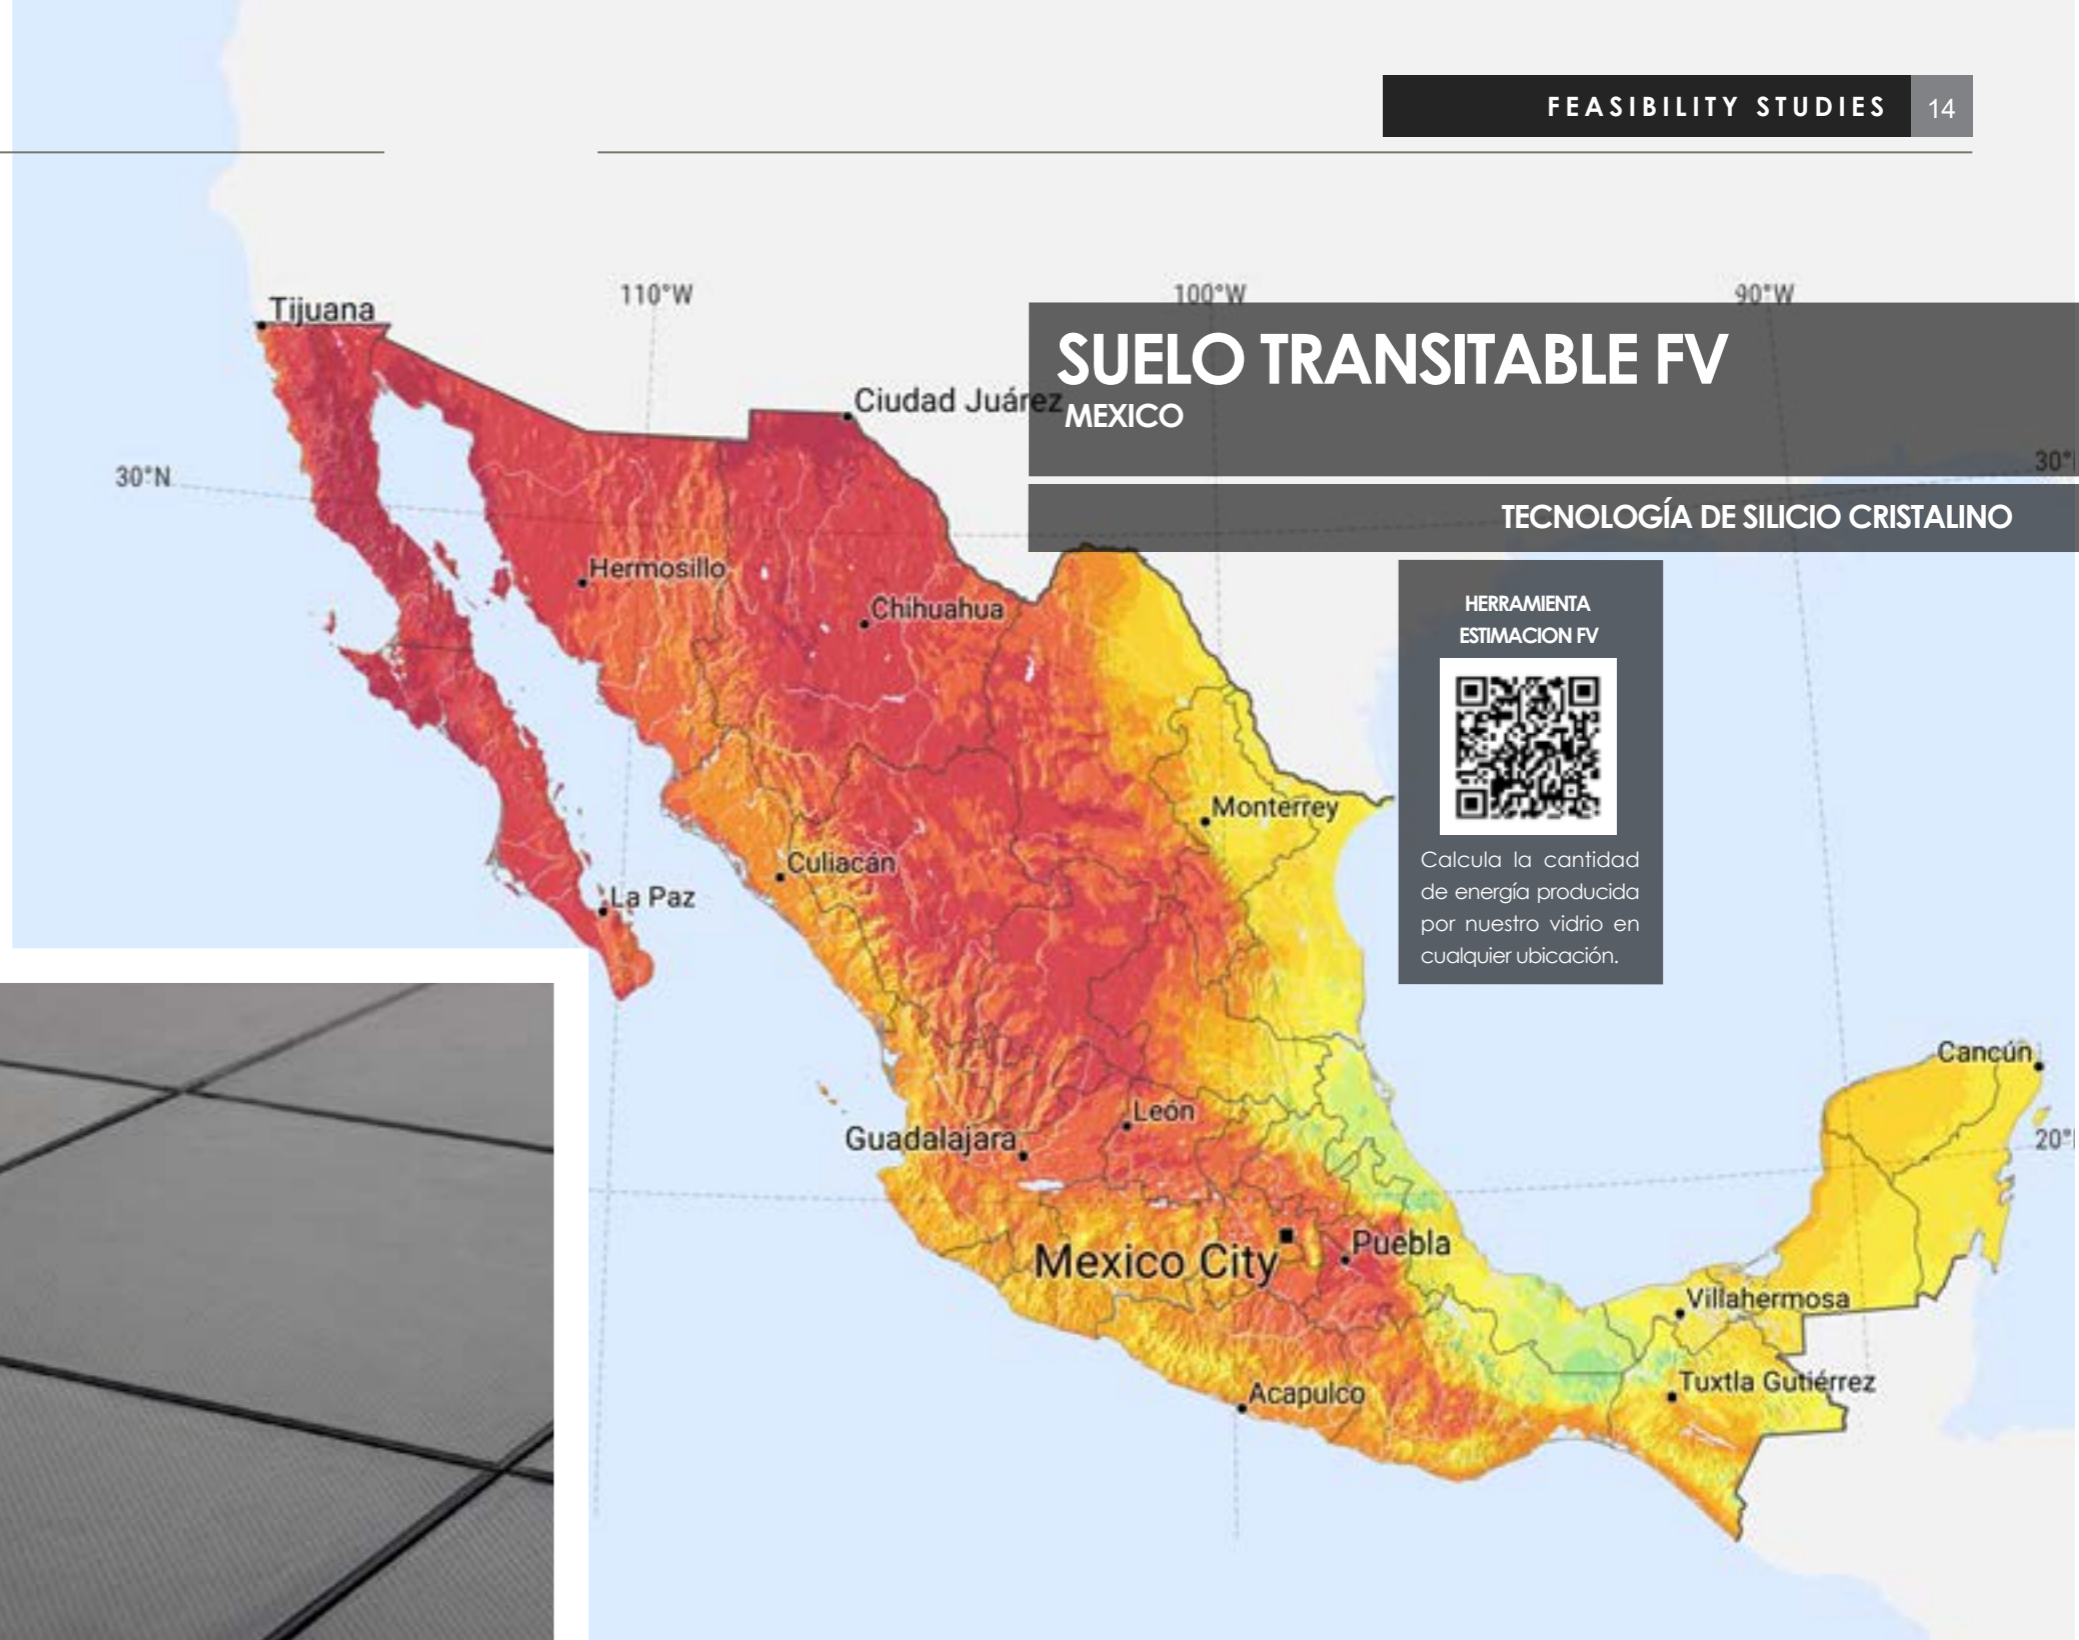 FEASIBILITY STUDIES 14
110°W 100°W 90°W
Tijuana
SUELO TRANSITABLE FV
Ciudad Juárez
MEXICO
30°N
30°
TECNOLOGÍA DE SILICIO CRISTALINO
Hermosillo
Chihuahua
HERRAMIENTA
ESTIMACION FV
Monterrey
Culiacán
La Paz
Calcula la cantidad
de energía producida
por nuestro vidrio en
cualquier ubicación.
Cancún
León
Guadalajara
20°
Mexico City
Puebla
Villahermosa
Tuxtla Gutiérrez
Acapulco